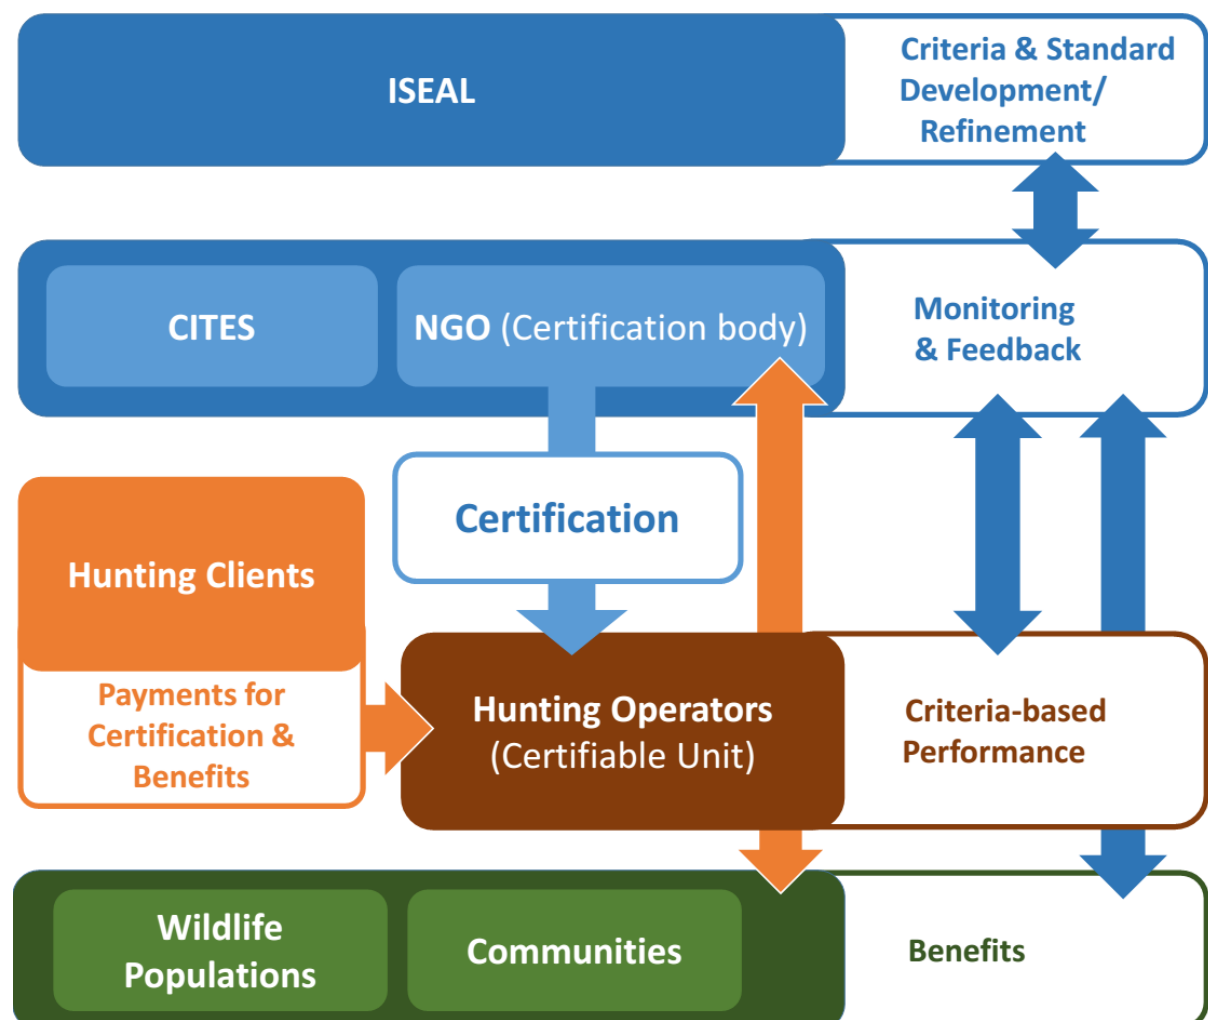 ISEAL
Criteria & Standard
Development/
Refinement
CITES
NGO (Certification body)
Monitoring
& Feedback
Certification
Hunting Clients
Payments for
Certification &
Benefits
Hunting Operators
(Certifiable Unit)
Criteria-based
Performance
Wildlife
Populations
Communities
Benefits